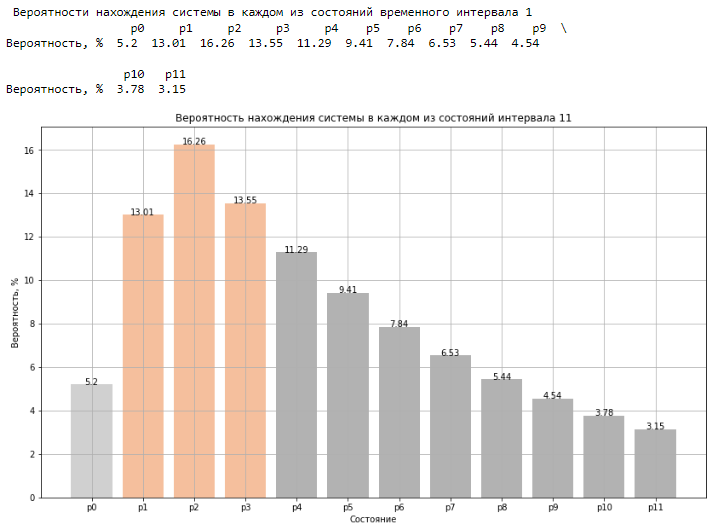 Вероятности нахождения системы в каждом из состояний временного интервала 1
p0 p1 p2 p3 p4 p5 p6 p7 p8 p9 \
Вероятность, % 5.2 13.01 16.26 13.55 11.29 9.41 7.84 6.53 5.44 4.54
p10 p11
Вероятность, % 3.78 3.15
Вероятность нахождения системы в каждом из состояний интервала 11
16
14
12
10
8
6
4
2
0
Вероятность, %
5.2
13.01
16.26
13.55
11.29
9.41
7.84
6.53
5.44
4.54
3.78
3.15
p0 p1 p2 p3 p4 p5 p6 p7 p8 p9 p10 p11
Состояние